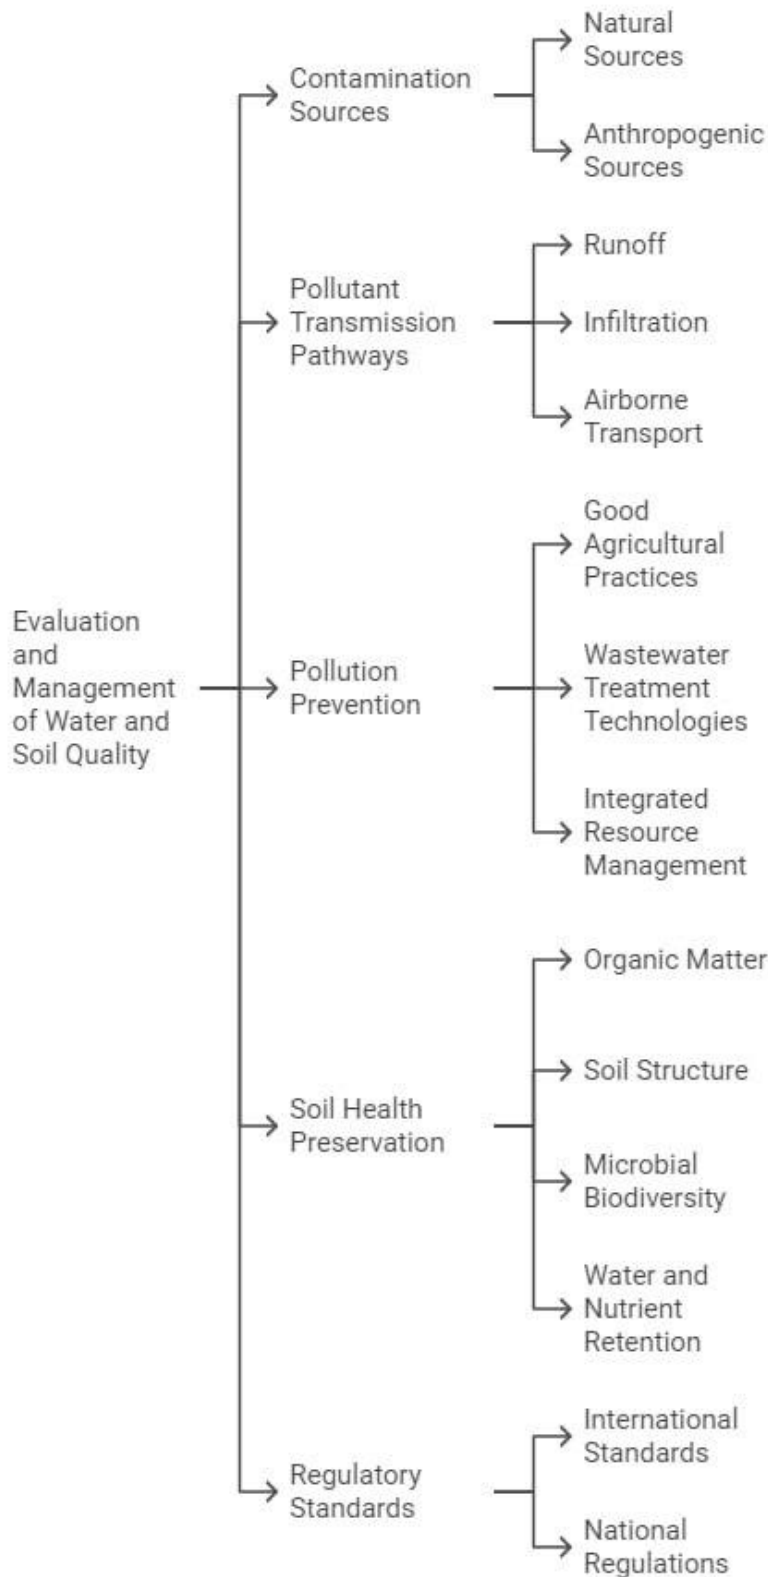 Evaluation
and
Management
of Water and
Soil Quality
Contamination
Sources
Natural
Sources
Anthropogenic
Sources
Pollutant
Transmission
Pathways
Runoff
Infiltration
Airborne
Transport
Pollution
Prevention
Good
Agricultural
Practices
Wastewater
Treatment
Technologies
Integrated
Resource
Management
Soil Health
Preservation
Organic Matter
Soil Structure
Microbial
Biodiversity
Water and
Nutrient
Retention
Regulatory
Standards
International
Standards
National
Regulations